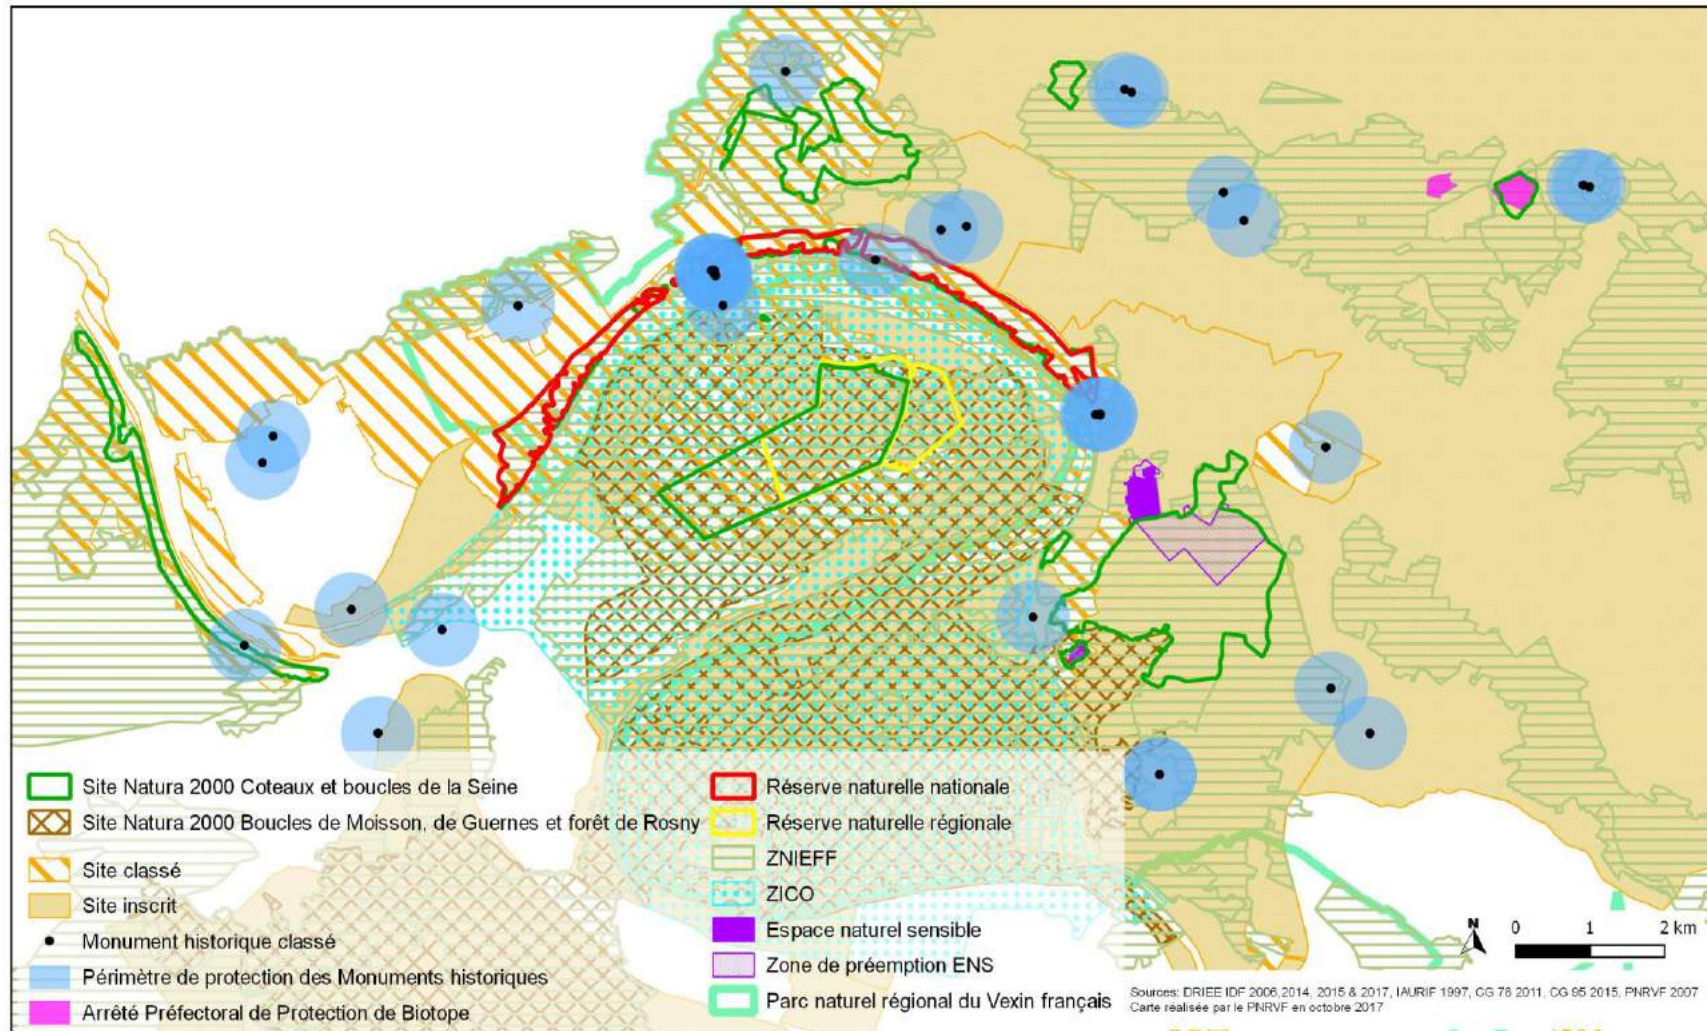 Site Natura 2000 Coteaux et boucles de la Seine
Site Natura 2000 Boucles de Moisson, de Guernes et forêt de Rosny
Site classé
Site inscrit
Monument historique classé
Périmètre de protection des Monuments historiques
Arrêté Préfectoral de Protection de Biotope
Réserve naturelle nationale
Réserve naturelle régionale
ZNIEFF
ZICO
Espace naturel sensible
Zone de préemption ENS
Parc naturel régional du Vexin français
N
0 1 2 km
Sources: DRIEE IDF 2006,2014, 2015 & 2017, IAURIF 1997, CG 78 2011, CG 95 2015, PNRVF 2007
Carte réalisée par le PNRVF en octobre 2017